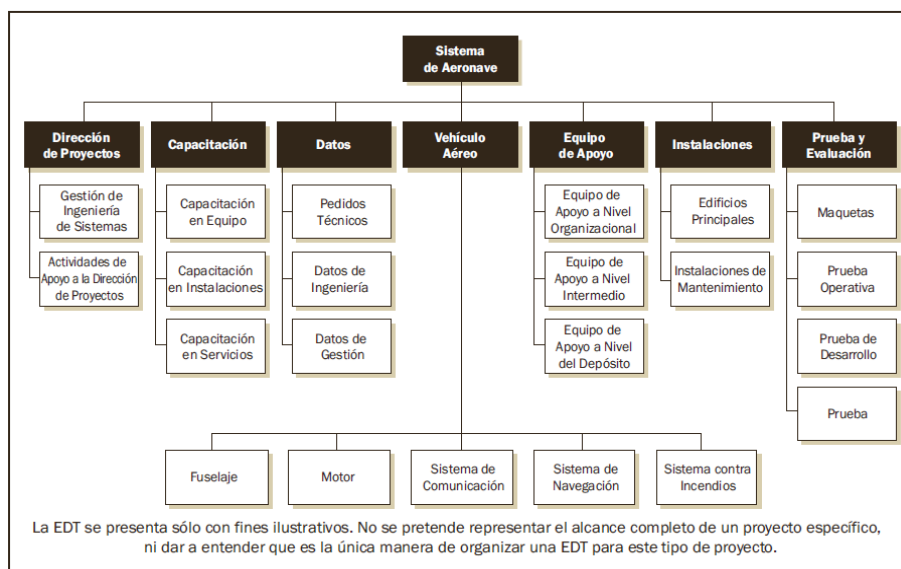 Sistema
de Aeronave
Dirección
de Proyectos
Capacitación
Datos
Vehículo
Aéreo
Equipo
de Apoyo
Instalaciones
Prueba y
Evaluación
Gestión de
Ingeniería
de Sistemas
Actividades de
Apoyo a la Dirección
de Proyectos
Capacitación
en Equipo
Capacitación
en Instalaciones
Capacitación
en Servicios
Pedidos
Técnicos
Datos de
Ingeniería
Datos de
Gestión
Equipo de
Apoyo a Nivel
Organizacional
Equipo de
Apoyo a Nivel
Intermedio
Equipo de
Apoyo a Nivel
del Depósito
Edificios
Principales
Instalaciones de
Mantenimiento
Maquetas
Prueba
Operativa
Prueba de
Desarrollo
Prueba
Fuselaje
Motor
Sistema de
Comunicación
Sistema de
Navegación
Sistema contra
Incendios
La EDT se presenta sólo con fines ilustrativos. No se pretende representar el alcance completo de un proyecto específico,
ni dar a entender que es la única manera de organizar una EDT para este tipo de proyecto.